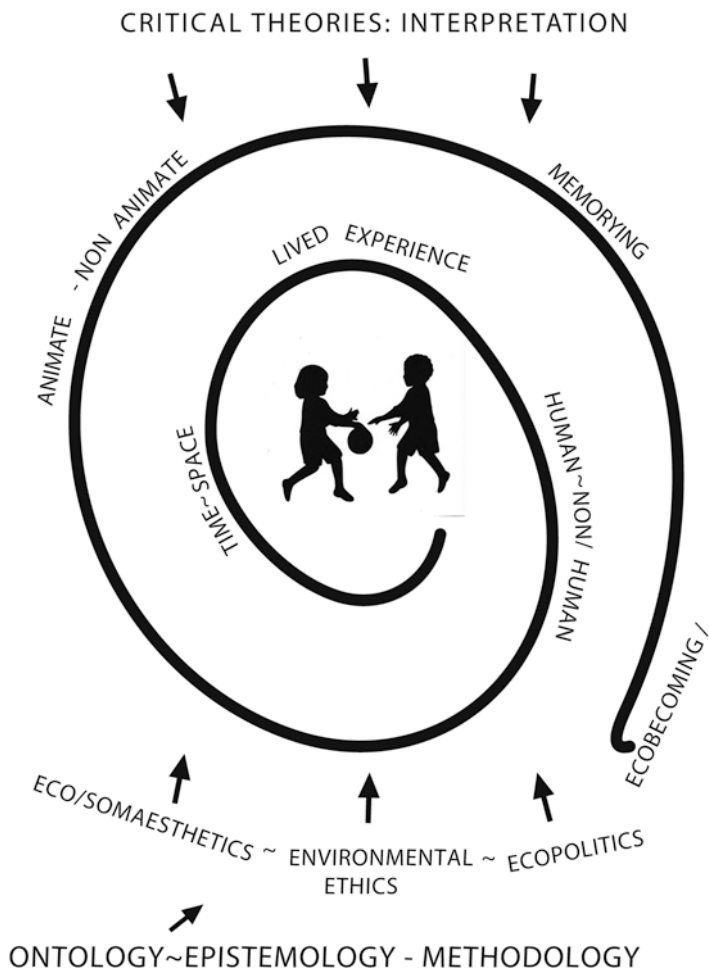 CRITICAL THEORIES: INTERPRETATION
ANIMATE - NON ANIMATE
MEMORYING
LIVED EXPERIENCE
TIME~SPACE
HUMAN~NON/ HUMAN
ECOBECOMING /
ECO/SOMAESTHETICS ~ ENVIRONMENTAL ~ ECOPOLITICS
ETHICS
ONTOLOGY~EPISTEMOLOGY - METHODOLOGY